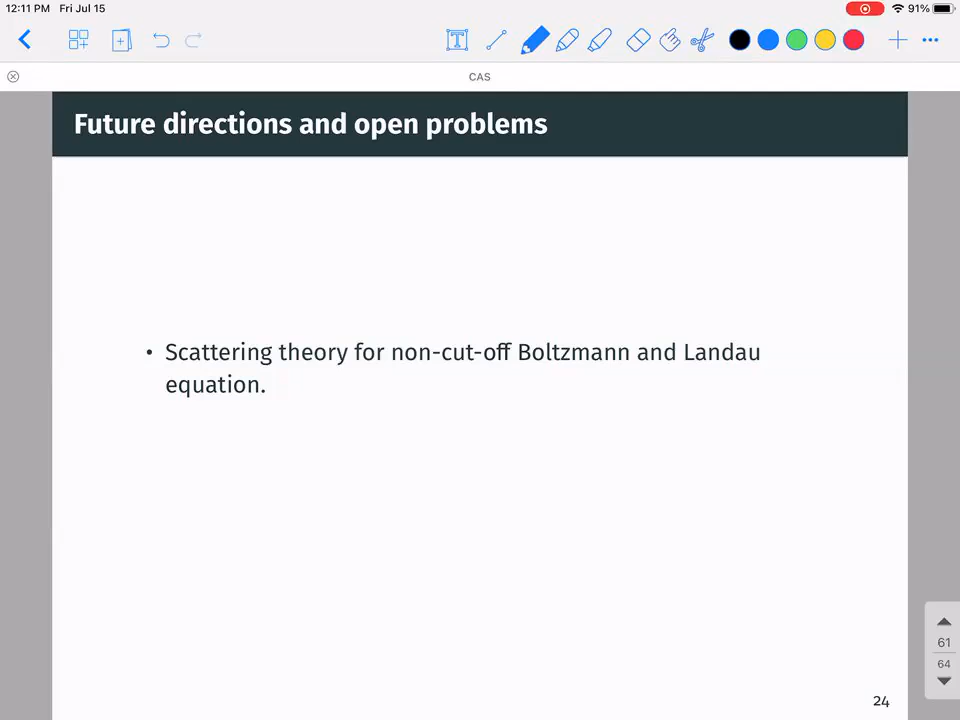 12:11 PM Fri Jul 15
91%
CAS
Future directions and open problems
• Scattering theory for non-cut-off Boltzmann and Landau
equation.
61
64
24